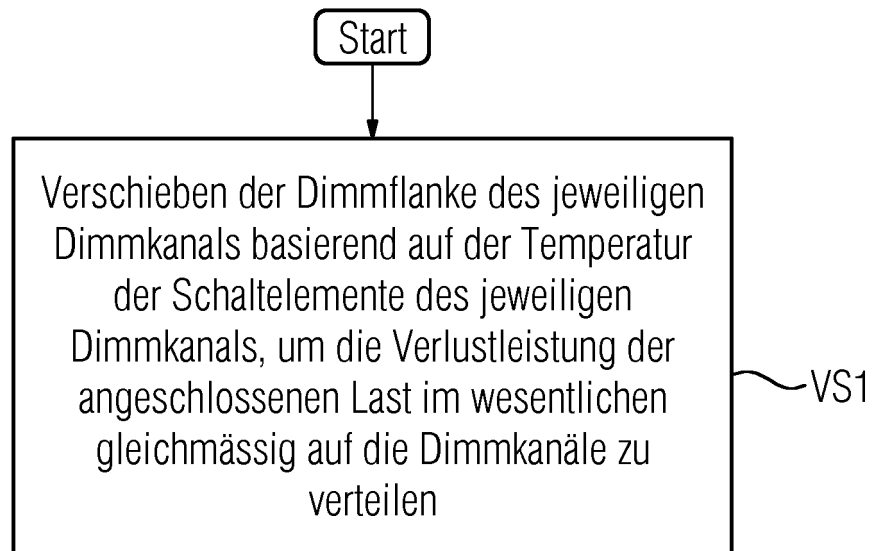 Start
Verschieben der Dimmflanke des jeweiligen
Dimmkanals basierend auf der Temperatur
der Schaltelemente des jeweiligen
Dimmkanals, um die Verlustleistung der
angeschlossenen Last im wesentlichen
gleichmässig auf die Dimmkanäle zu
verteilen
VS1